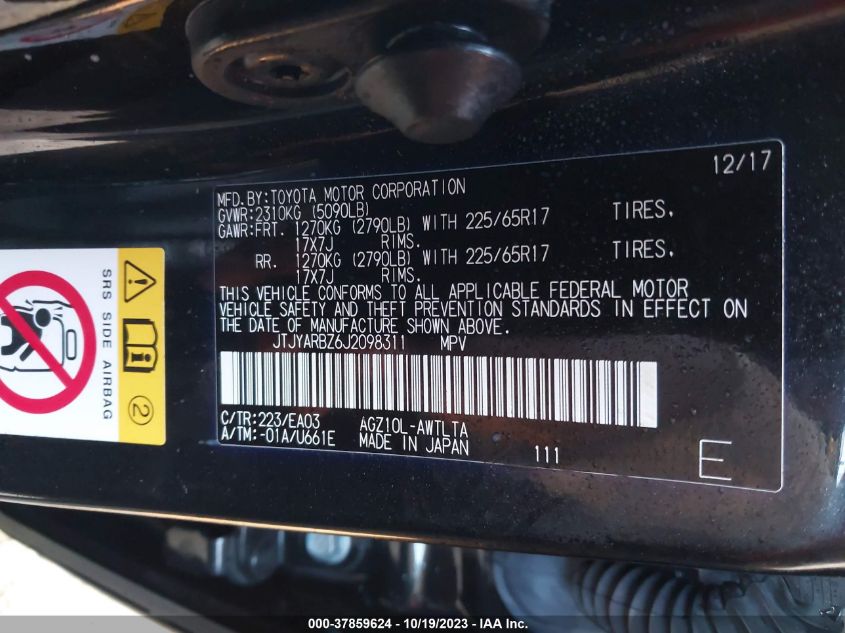 12/17
MFD.BY:TOYOTA MOTOR CORPORATION
GVWR:2310KG (5090LB)
GAWR:FRT. 1270KG (2790LB) WITH 225/65R17 TIRES.
17X7J RIMS.
RR. 1270KG (2790LB) WITH 225/65R17 TIRES.
17X7J RIMS.
THIS VEHICLE CONFORMS TO ALL APPLICABLE FEDERAL MOTOR
VEHICLE SAFETY AND THEFT PREVENTION STANDARDS IN EFFECT ON
THE DATE OF MANUFACTURE SHOWN ABOVE.
JTJYARBZ6J2098311 MPV
C/TR:223/EA03 AGZ10L-AWTLTA
A/TM:-01A/U661E MADE IN JAPAN 111
E
SRS SIDE AIRBAG
2
000-37859624 - 10/19/2023 - IAA Inc.